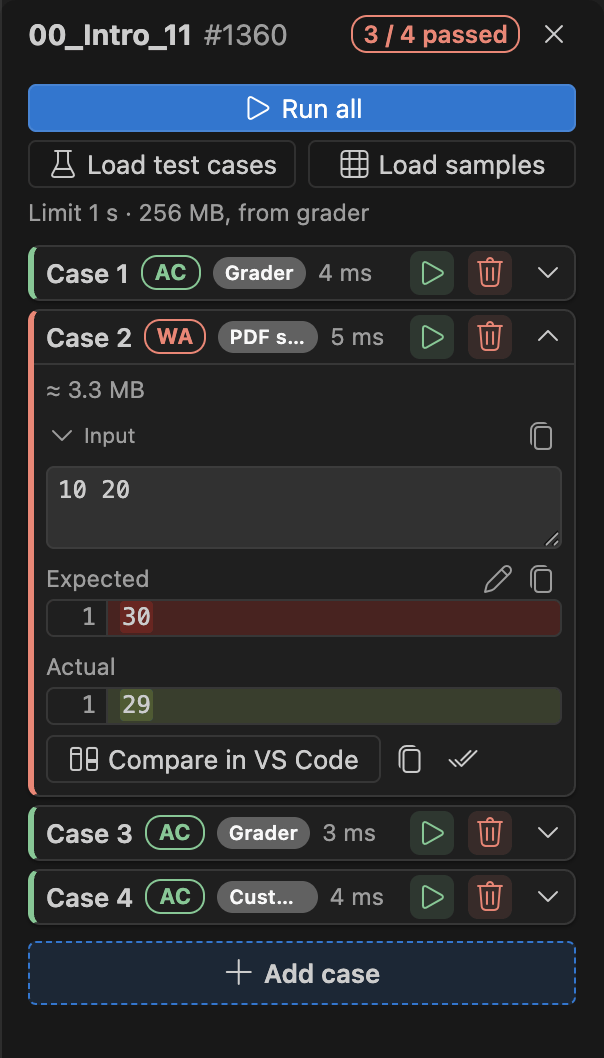 00_Intro_11 #1360 3 / 4 passed
Run all
Load test cases Load samples
Limit 1 s · 256 MB, from grader
Case 1 AC Grader 4 ms
Case 2 WA PDF s... 5 ms
≈ 3.3 MB
Input
10 20
Expected
1 30
Actual
1 29
Compare in VS Code
Case 3 AC Grader 3 ms
Case 4 AC Cust... 4 ms
Add case